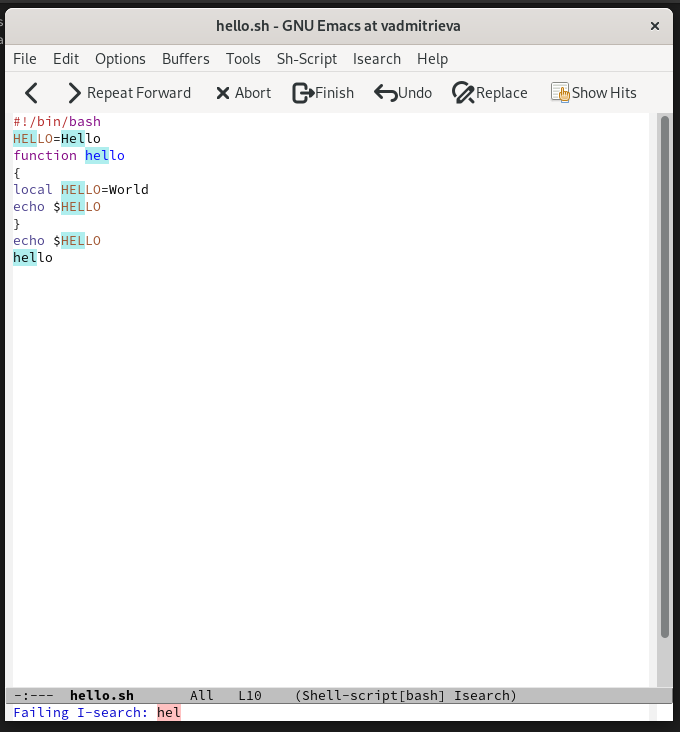 hello.sh - GNU Emacs at vadmitrieva
File Edit Options Buffers Tools Sh-Script Isearch Help
Repeat Forward Abort Finish Undo Replace Show Hits
#!/bin/bash
HELLO=Hello
function hello
{
local HELLO=World
echo $HELLO
}
echo $HELLO
hello
-:--- hello.sh All L10 (Shell-script[bash] Isearch)
Failing I-search: hel